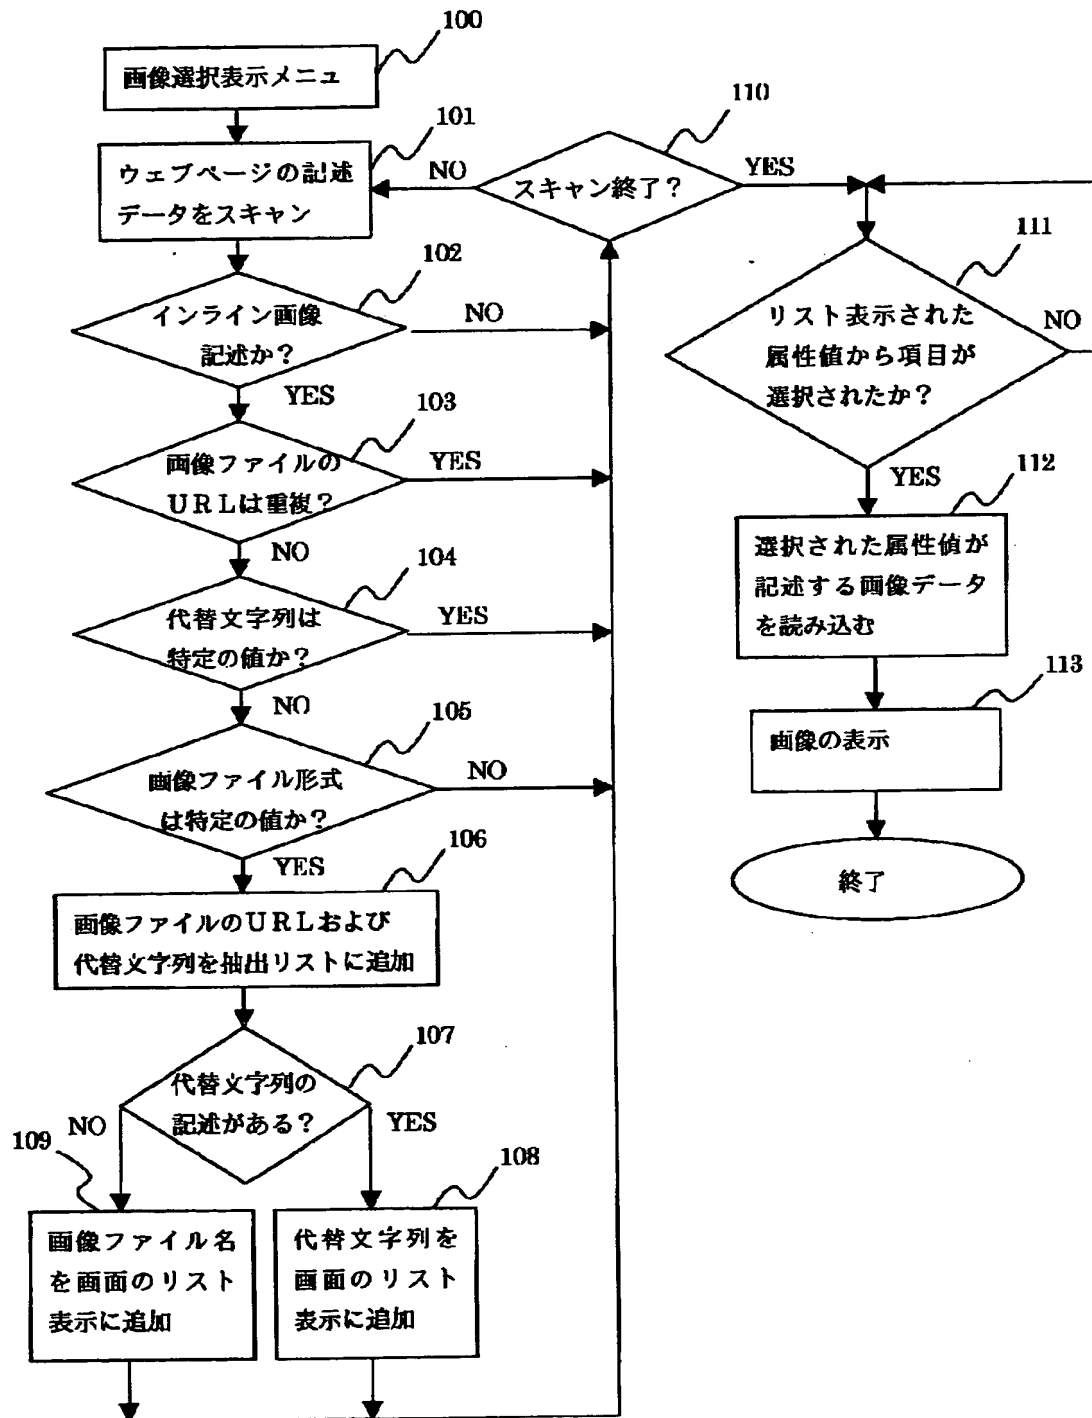 100
画像選択表示メニュ
101
ウェブページの記述
データをスキャン
102
インライン画像
記述か？
NO
YES
103
画像ファイルの
ＵＲＬは重複？
YES
NO
104
代替文字列は
特定の値か？
YES
NO
105
画像ファイル形式
は特定の値か？
NO
YES
106
画像ファイルのＵＲＬおよび
代替文字列を抽出リストに追加
107
代替文字列の
記述がある？
NO
YES
109
画像ファイル名
を画面のリスト
表示に追加
108
代替文字列を
画面のリスト
表示に追加
110
スキャン終了？
NO
YES
111
リスト表示された
属性値から項目が
選択されたか？
NO
YES
112
選択された属性値が
記述する画像データ
を読み込む
113
画像の表示
終了